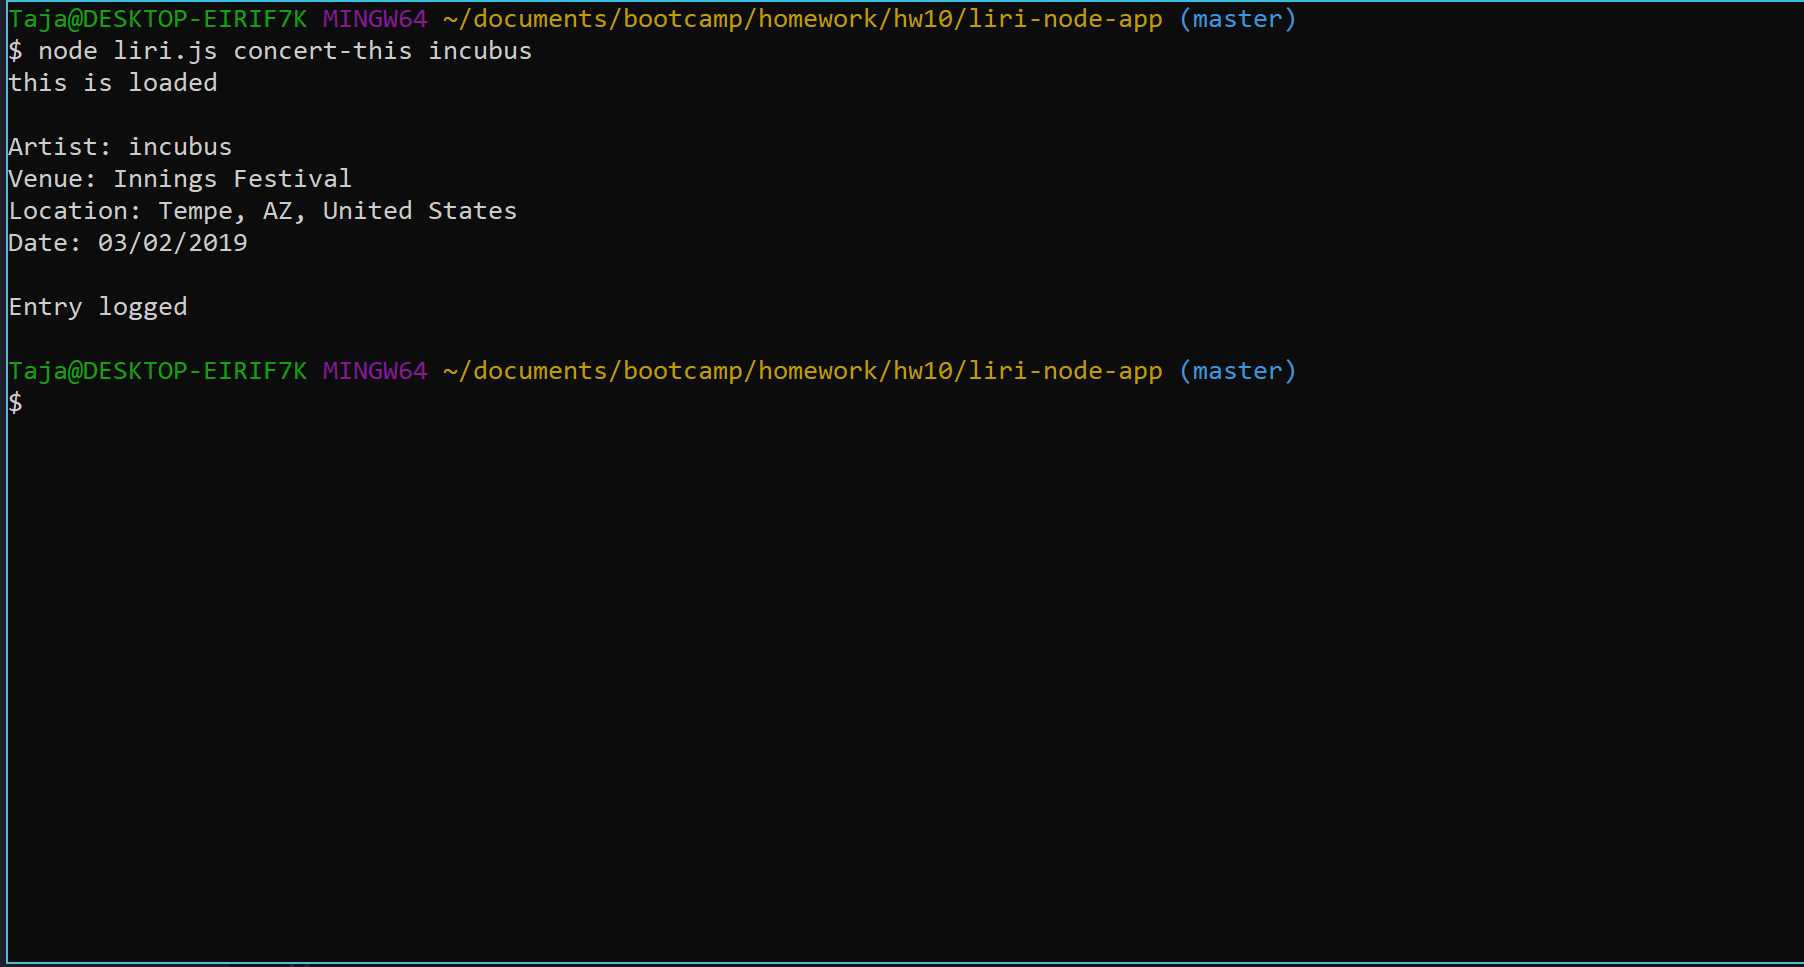 Taja@DESKTOP-EIRIF7K MINGW64 ~/documents/bootcamp/homework/hw10/liri-node-app (master)
$ node liri.js concert-this incubus
this is loaded
Artist: incubus
Venue: Innings Festival
Location: Tempe, AZ, United States
Date: 03/02/2019
Entry logged
Taja@DESKTOP-EIRIF7K MINGW64 ~/documents/bootcamp/homework/hw10/liri-node-app (master)
$